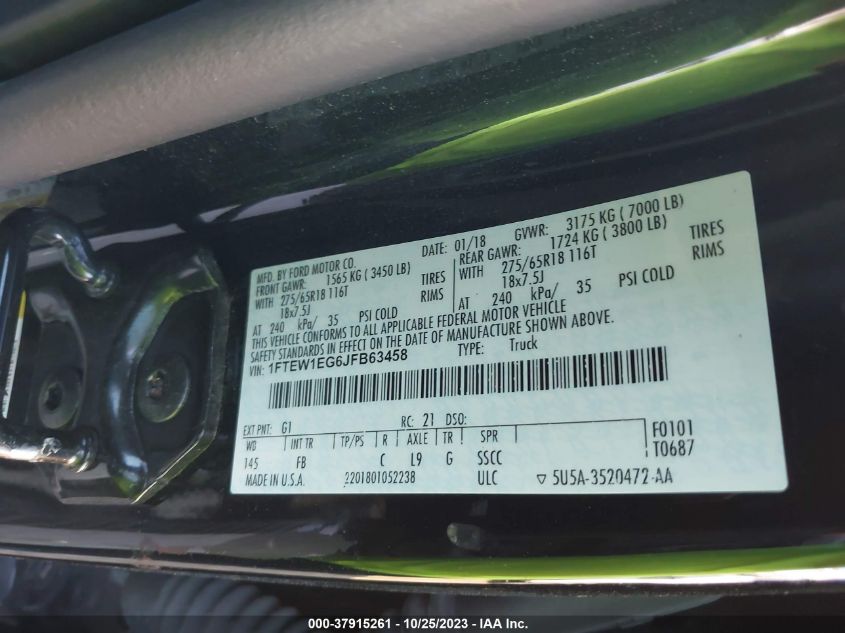 MFD. BY FORD MOTOR CO. DATE: 01/18 GVWR: 3175 KG ( 7000 LB)
FRONT GAWR: 1565 KG ( 3450 LB) REAR GAWR: 1724 KG ( 3800 LB)
WITH 275/65R18 116T TIRES WITH 275/65R18 116T TIRES
18x7.5J RIMS 18x7.5J RIMS
AT 240 kPa/ 35 PSI COLD AT 240 kPa/ 35 PSI COLD
THIS VEHICLE CONFORMS TO ALL APPLICABLE FEDERAL MOTOR VEHICLE
SAFETY STANDARDS IN EFFECT ON THE DATE OF MANUFACTURE SHOWN ABOVE.
VIN: 1FTEW1EG6JFB63458 TYPE: Truck
EXT PNT: G1 RC: 21 DSO: F0101
WB INT TR TP/PS R AXLE TR SPR T0687
145 FB C L9 G SSCC
MADE IN U.S.A. 2201801052238 ULC ▽ 5U5A-3520472-AA
000-37915261 - 10/25/2023 - IAA Inc.